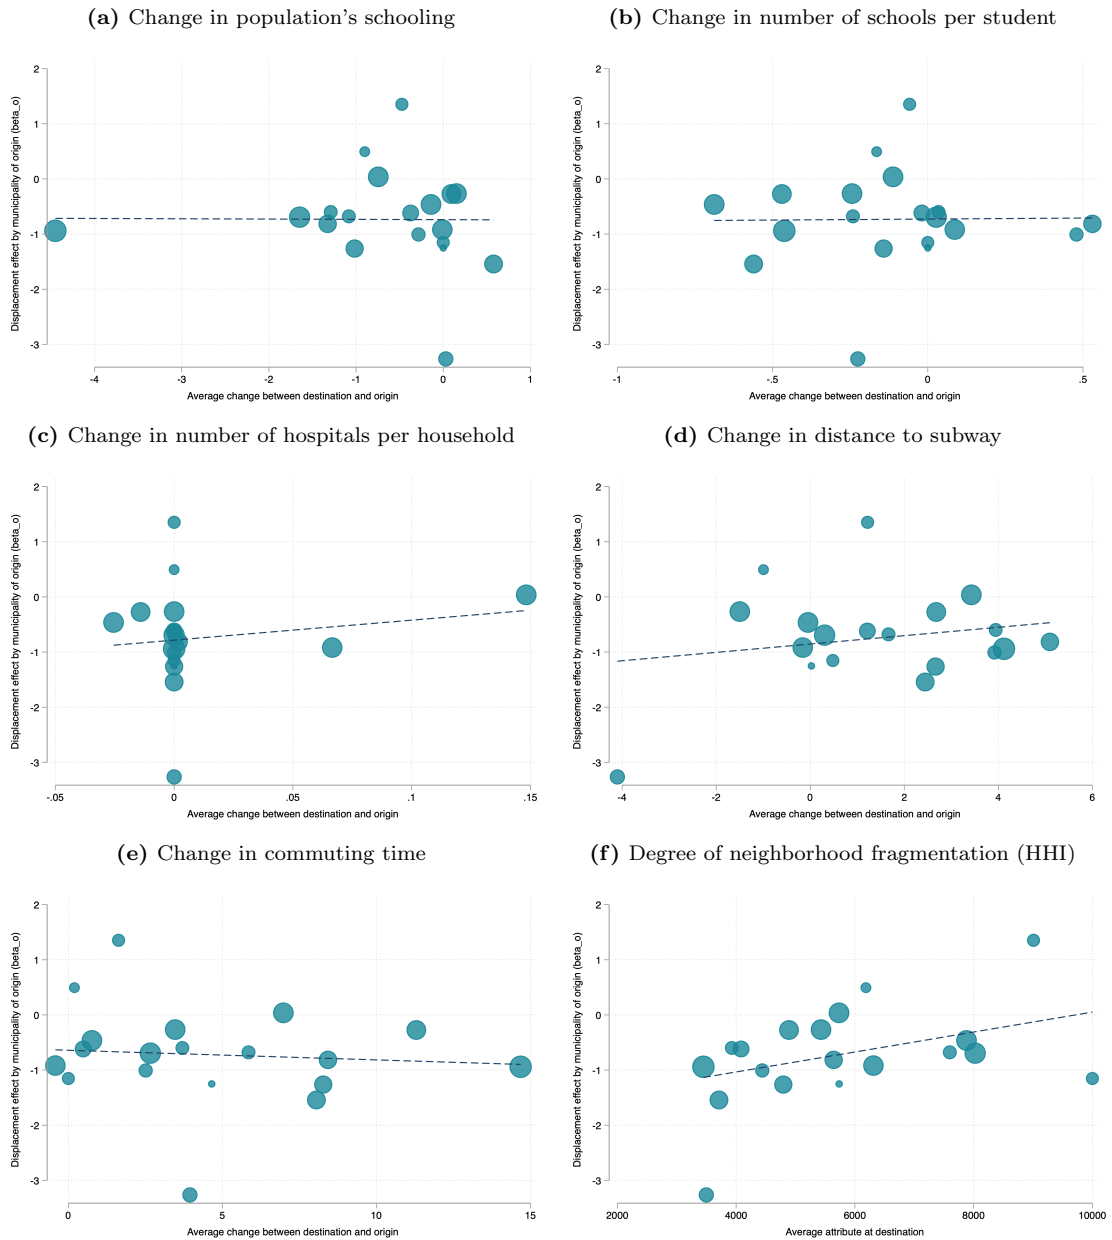 (a) Change in population's schooling
Displacement effect by municipality of origin (beta_o)
2
1
0
-1
-2
-3
-4 -3 -2 -1 0 1
Average change between destination and origin
(b) Change in number of schools per student
Displacement effect by municipality of origin (beta_o)
2
1
0
-1
-2
-3
-1 -.5 0 .5
Average change between destination and origin
(c) Change in number of hospitals per household
Displacement effect by municipality of origin (beta_o)
2
1
0
-1
-2
-3
-.05 0 .05 .1 .15
Average change between destination and origin
(d) Change in distance to subway
Displacement effect by municipality of origin (beta_o)
2
1
0
-1
-2
-3
-4 -2 0 2 4 6
Average change between destination and origin
(e) Change in commuting time
Displacement effect by municipality of origin (beta_o)
2
1
0
-1
-2
-3
0 5 10 15
Average change between destination and origin
(f) Degree of neighborhood fragmentation (HHI)
Displacement effect by municipality of origin (beta_o)
2
1
0
-1
-2
-3
2000 4000 6000 8000 10000
Average attribute at destination